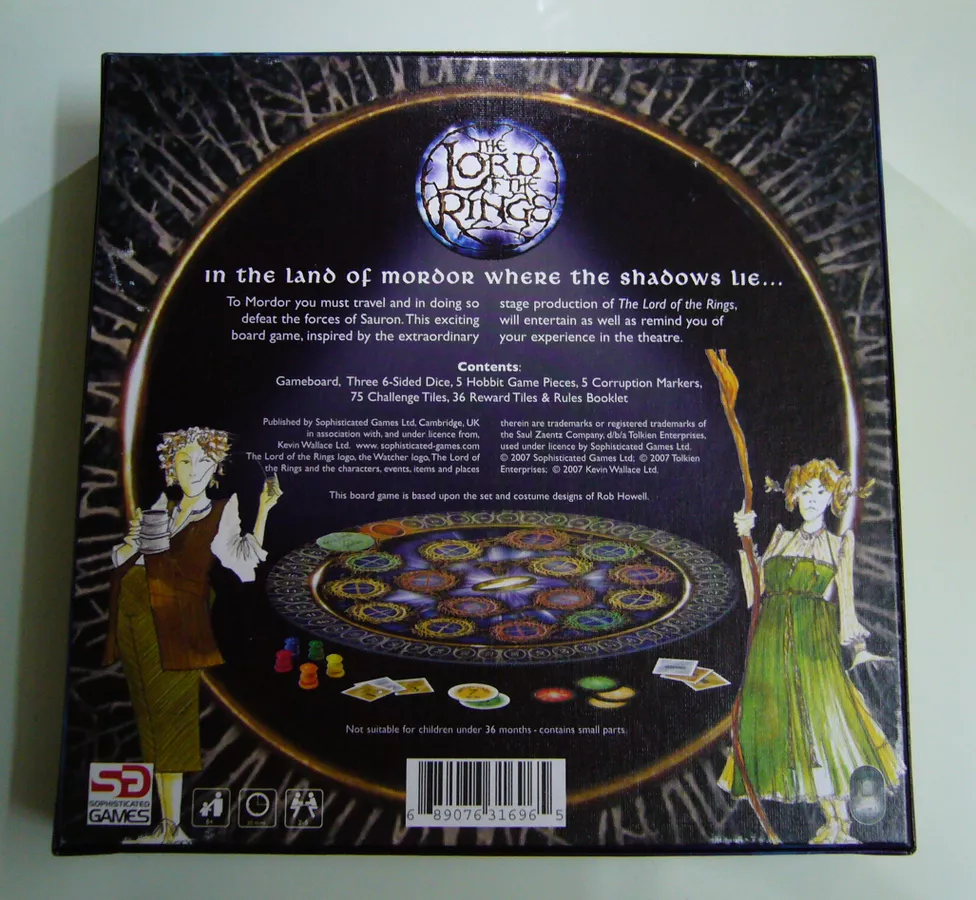 THE
LORD
OF THE
RINGS
IN THE LAND OF MORDOR WHERE THE SHADOWS LIE...
To Mordor you must travel and in doing so
defeat the forces of Sauron. This exciting
board game, inspired by the extraordinary
stage production of The Lord of the Rings,
will entertain as well as remind you of
your experience in the theatre.
Contents:
Gameboard, Three 6-Sided Dice, 5 Hobbit Game Pieces, 5 Corruption Markers,
75 Challenge Tiles, 36 Reward Tiles & Rules Booklet
Published by Sophisticated Games Ltd, Cambridge, UK
in association with, and under licence from,
Kevin Wallace Ltd. www.sophisticated-games.com
The Lord of the Rings logo, the Watcher logo, The Lord of
the Rings and the characters, events, items and places
therein are trademarks or registered trademarks of
the Saul Zaentz Company, d/b/a Tolkien Enterprises,
used under licence by Sophisticated Games Ltd.
© 2007 Sophisticated Games Ltd; © 2007 Tolkien
Enterprises; © 2007 Kevin Wallace Ltd.
This board game is based upon the set and costume designs of Rob Howell.
Not suitable for children under 36 months - contains small parts.
SG
SOPHISTICATED
GAMES
6 89076 31696 5